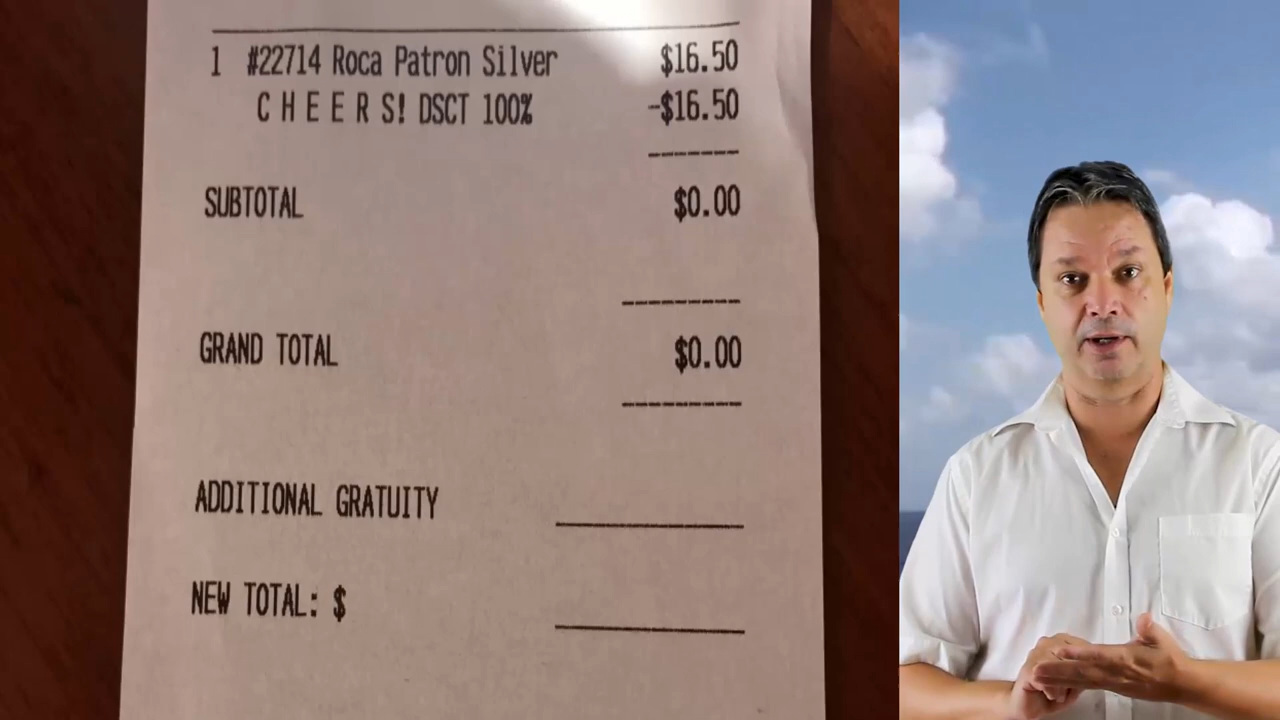 1 #22714 Roca Patron Silver $16.50
C H E E R S! DSCT 100% -$16.50
SUBTOTAL $0.00
GRAND TOTAL $0.00
ADDITIONAL GRATUITY
NEW TOTAL: $